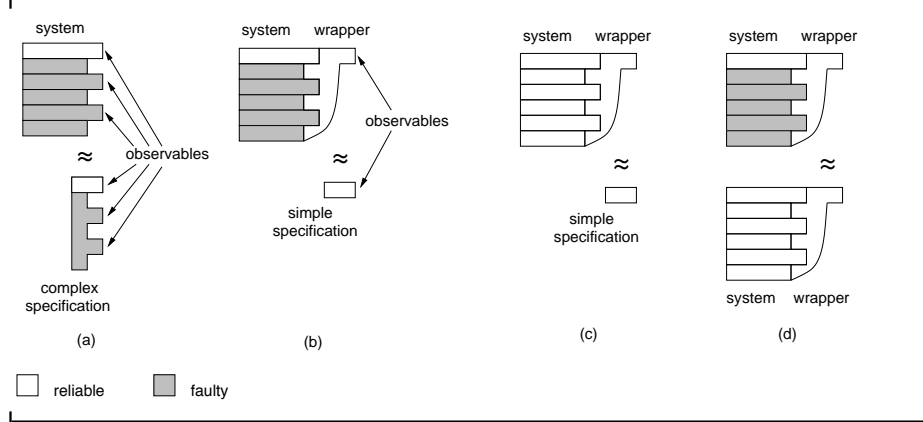 system
observables
≈
complex
specification
(a)
system wrapper
observables
≈
simple
specification
(b)
system wrapper
≈
simple
specification
(c)
system wrapper
≈
system wrapper
(d)
reliable
faulty